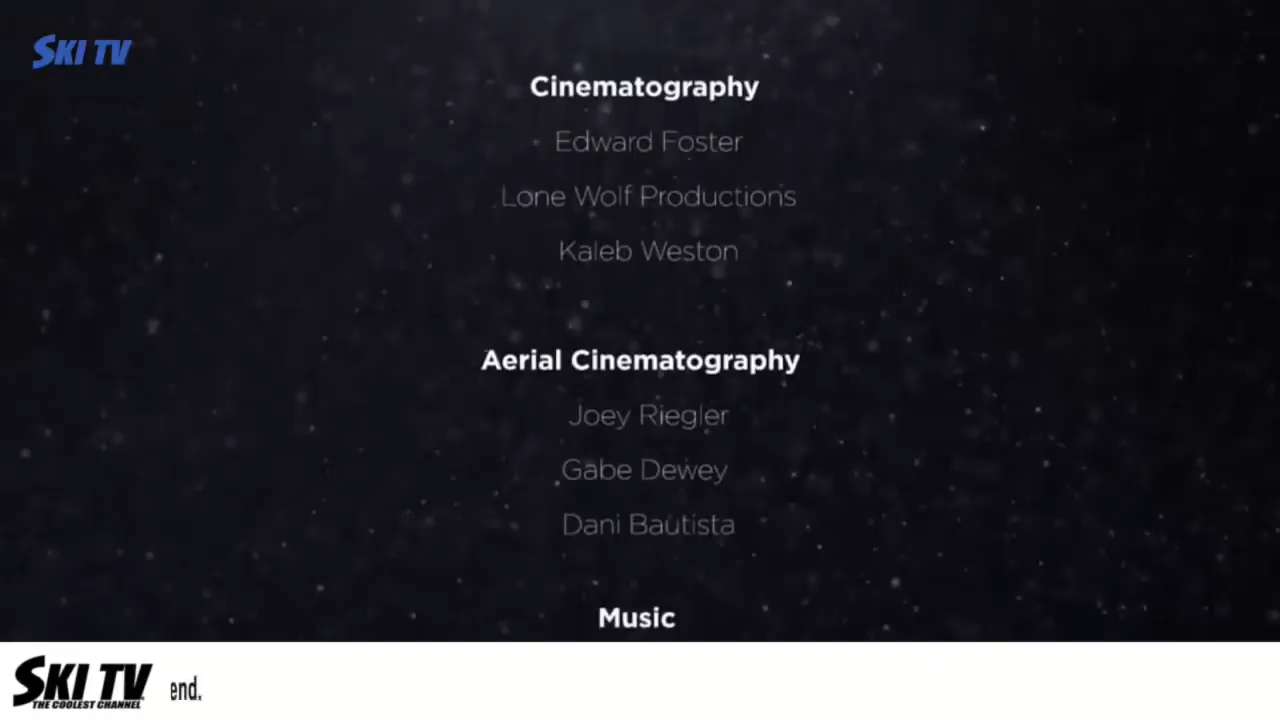 SKI TV
Cinematography
Edward Foster
Lone Wolf Productions
Kaleb Weston
Aerial Cinematography
Joey Riegler
Gabe Dewey
Dani Bautista
Music
SKI TV
THE COOLEST CHANNEL
end.